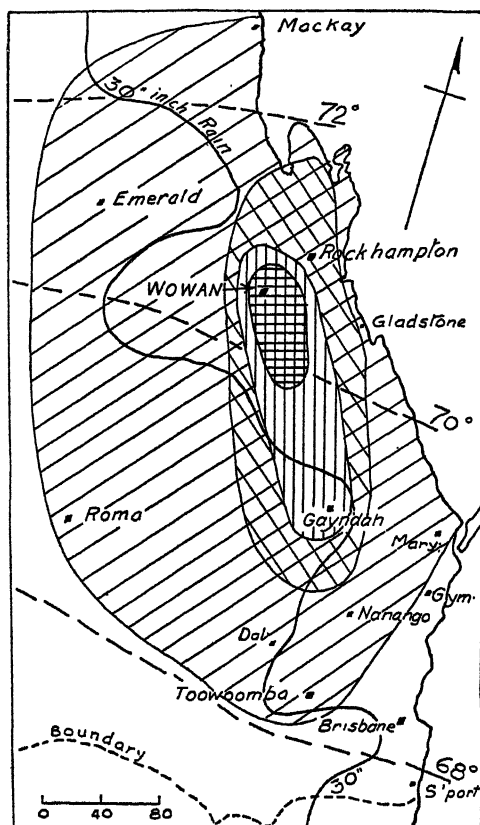 Mackay
30" inch Rain
72°
Emerald
Rockhampton
WOWAN
Gladstone
70°
Roma
Gayndah
Mary.
Gym.
Nanango
Dal.
Toowoomba
Brisbane
Boundary
68°
30"
S'port
0 40 80